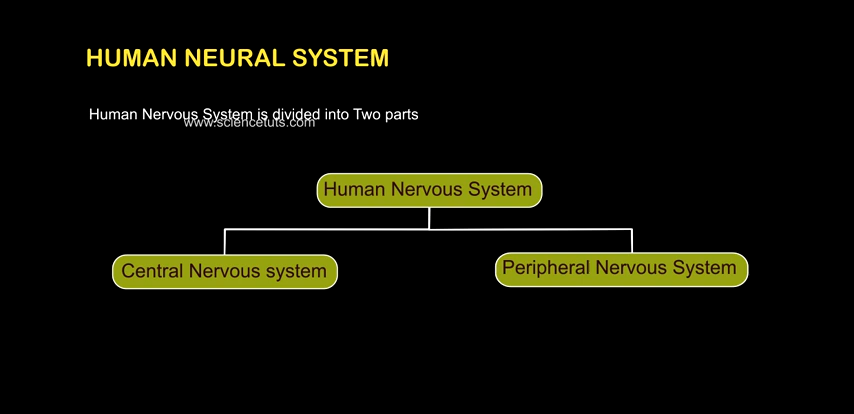 HUMAN NEURAL SYSTEM
Human Nervous System is divided into Two parts
www.sciencetuts.com
Human Nervous System
Central Nervous system
Peripheral Nervous System